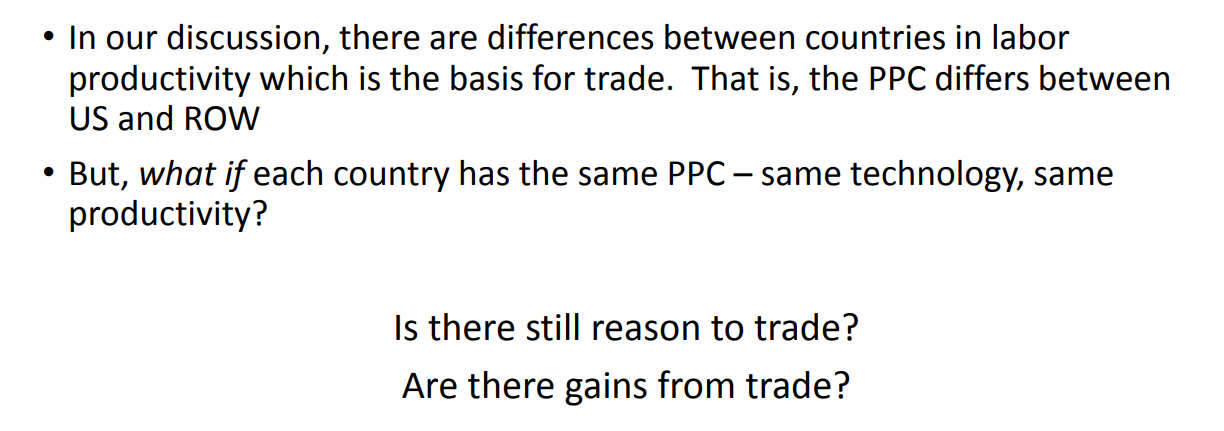 • In our discussion, there are differences between countries in labor
productivity which is the basis for trade.  That is, the PPC differs between
US and ROW
• But, what if each country has the same PPC – same technology, same
productivity?
Is there still reason to trade?
Are there gains from trade?